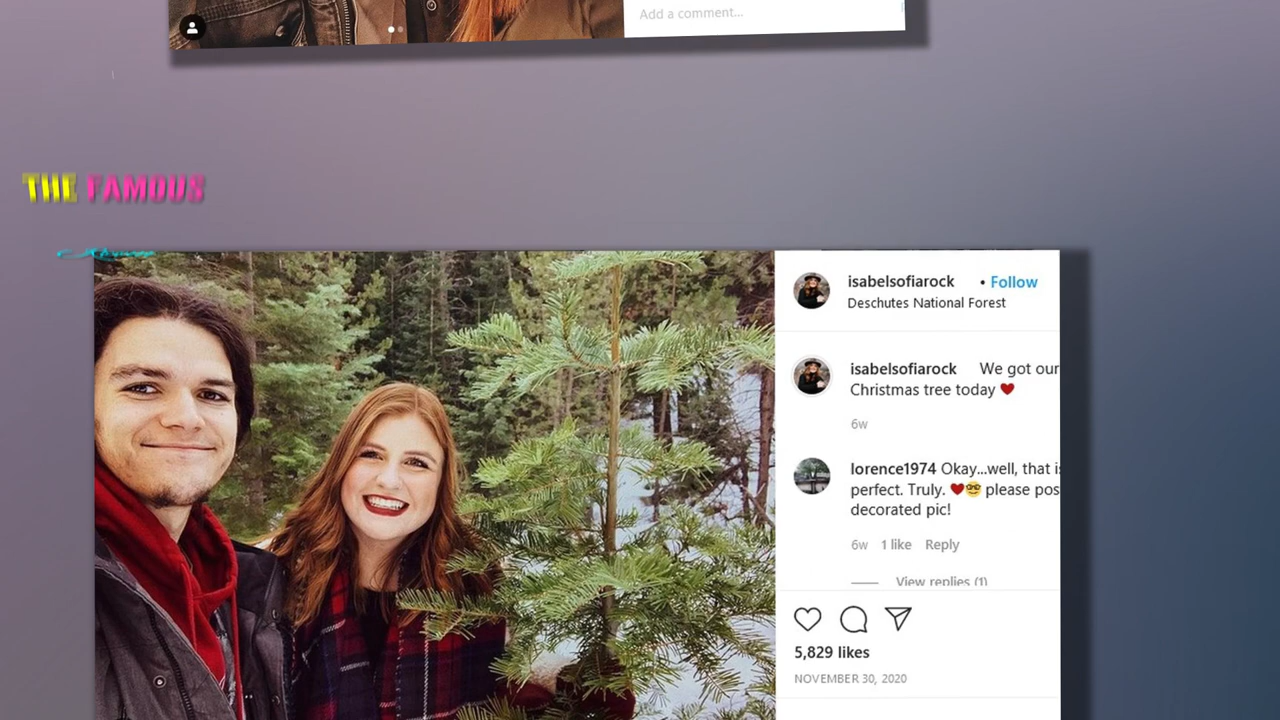 Add a comment...
THE FAMOUS
isabelsofiarock • Follow
Deschutes National Forest
isabelsofiarock We got our
Christmas tree today ❤
6w
lorence1974 Okay...well, that is
perfect. Truly. ❤🤓 please pos
decorated pic!
6w 1 like Reply
View replies (1)
5,829 likes
NOVEMBER 30, 2020